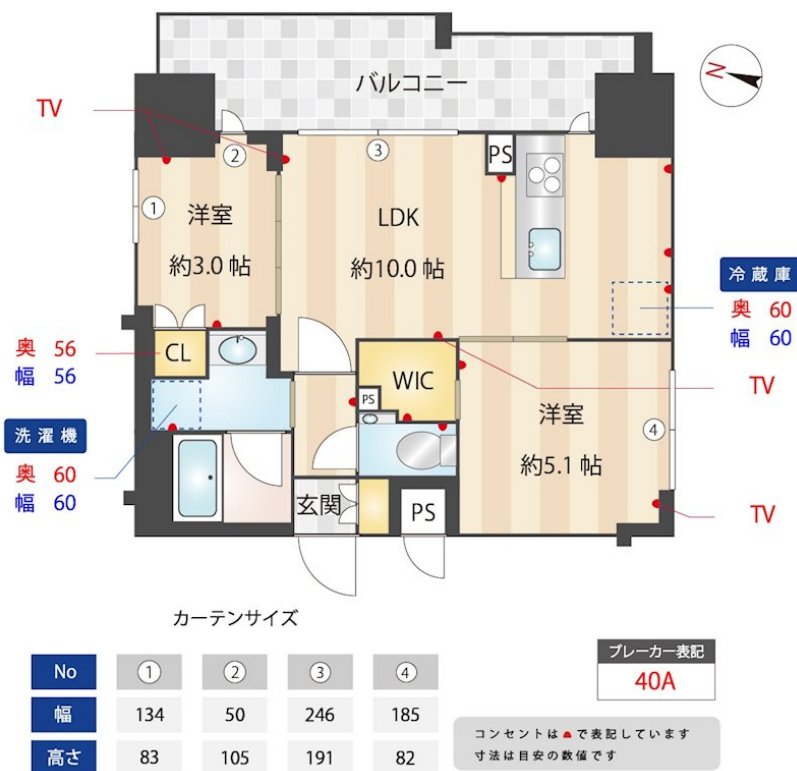 バルコニー
N
TV
②
③
PS
①
洋室
約3.0 帖
LDK
約10.0 帖
冷蔵庫
奥 60
幅 60
奥 56
幅 56
CL
WIC
PS
TV
洗濯機
奥 60
幅 60
洋室
約5.1 帖
④
玄関
PS
TV
カーテンサイズ
No ① ② ③ ④
幅 134 50 246 185
高さ 83 105 191 82
ブレーカー表記
40A
コンセントは で表記しています
寸法は目安の数値です